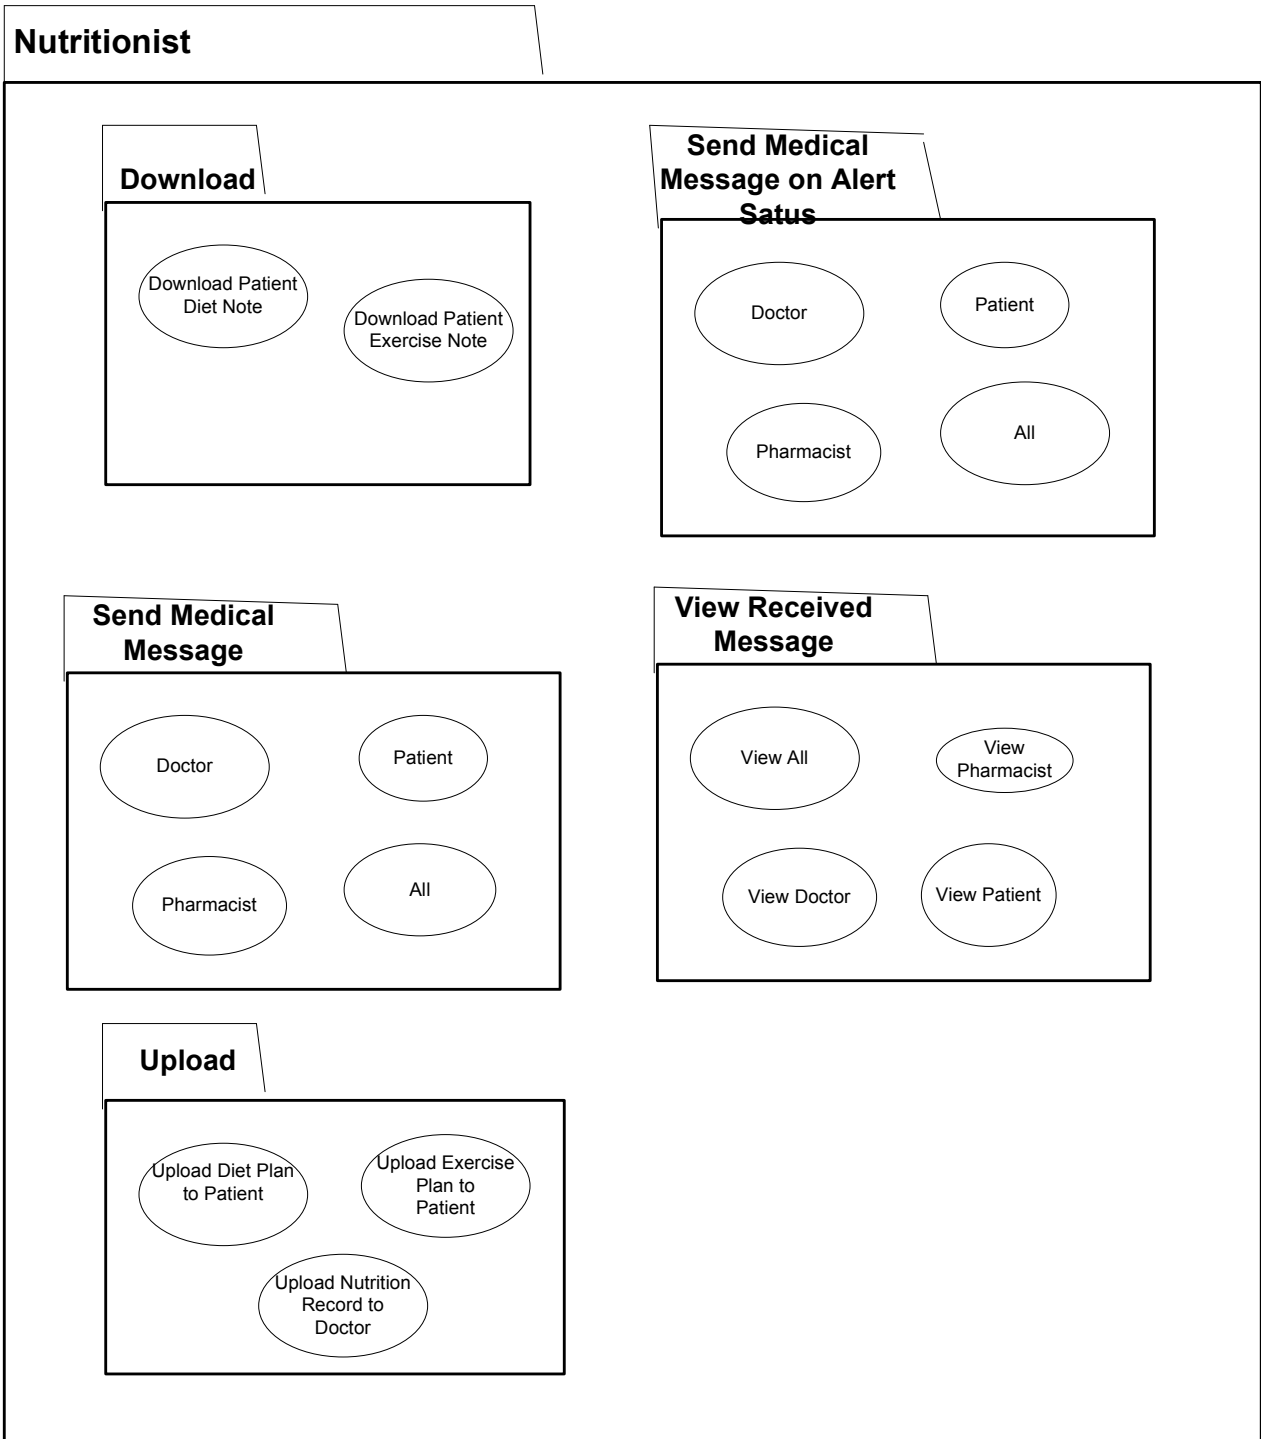 Nutritionist
Download
Download Patient
Diet Note
Download Patient
Exercise Note
Send Medical
Message on Alert
Satus
Doctor
Patient
Pharmacist
All
Send Medical
Message
Doctor
Patient
Pharmacist
All
View Received
Message
View All
View
Pharmacist
View Doctor
View Patient
Upload
Upload Diet Plan
to Patient
Upload Exercise
Plan to
Patient
Upload Nutrition
Record to
Doctor